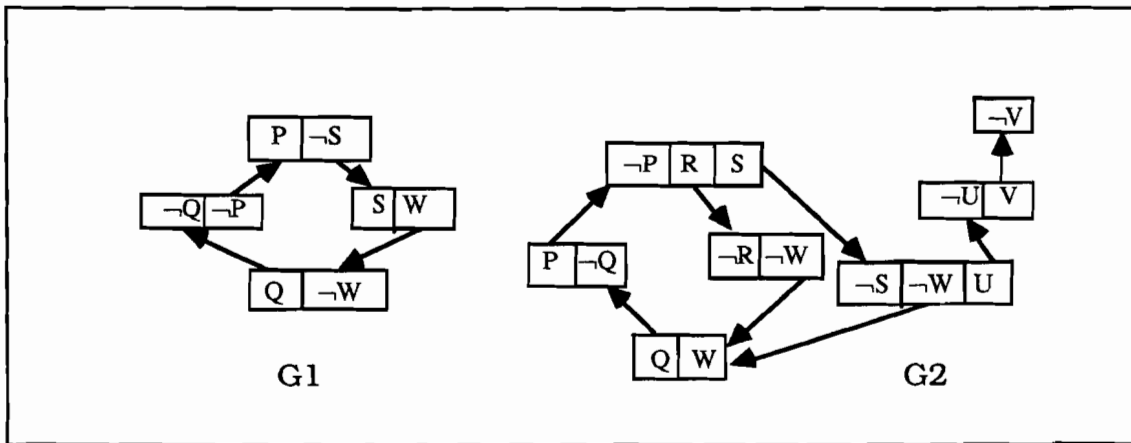 P ¬S
¬Q ¬P
S W
Q ¬W
G1
¬V
¬P R S
¬U V
P ¬Q
¬R ¬W
¬S ¬W U
Q W
G2